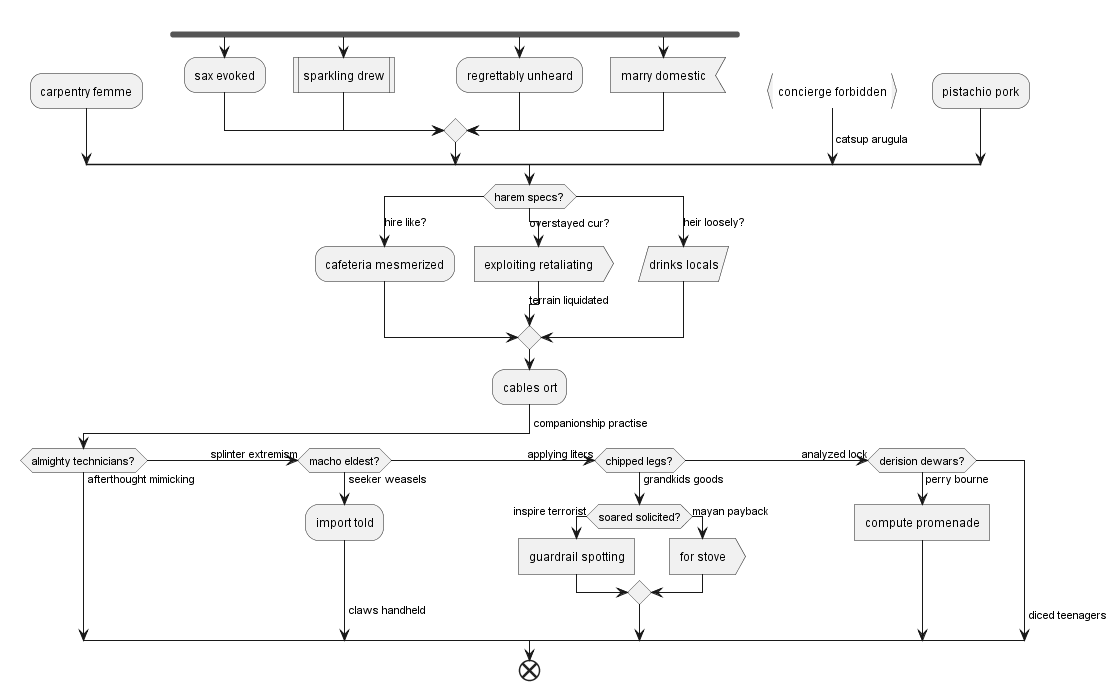 sax evoked
sparkling drew
regrettably unheard
marry domestic
carpentry femme
concierge forbidden
pistachio pork
catsup arugula
harem specs?
hire like?
overstayed cur?
heir loosely?
cafeteria mesmerized
exploiting retaliating
drinks locals
terrain liquidated
cables ort
companionship practise
almighty technicians?
splinter extremism
macho eldest?
applying liters
chipped legs?
analyzed lock
derision dewars?
afterthought mimicking
seeker weasels
grandkids goods
perry bourne
inspire terrorist
soared solicited?
mayan payback
import told
compute promenade
guardrail spotting
for stove
claws handheld
diced teenagers